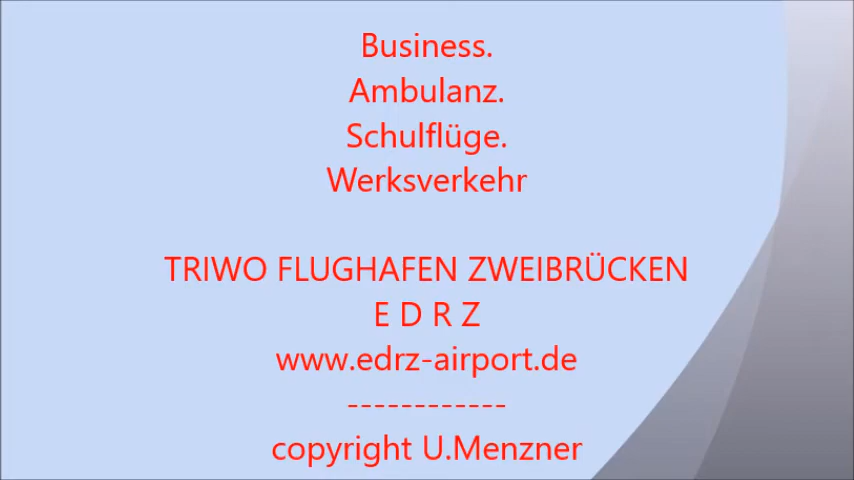 Business.
Ambulanz.
Schulflüge.
Werksverkehr
TRIWO FLUGHAFEN ZWEIBRÜCKEN
E D R Z
www.edrz-airport.de
------------
copyright U.Menzner